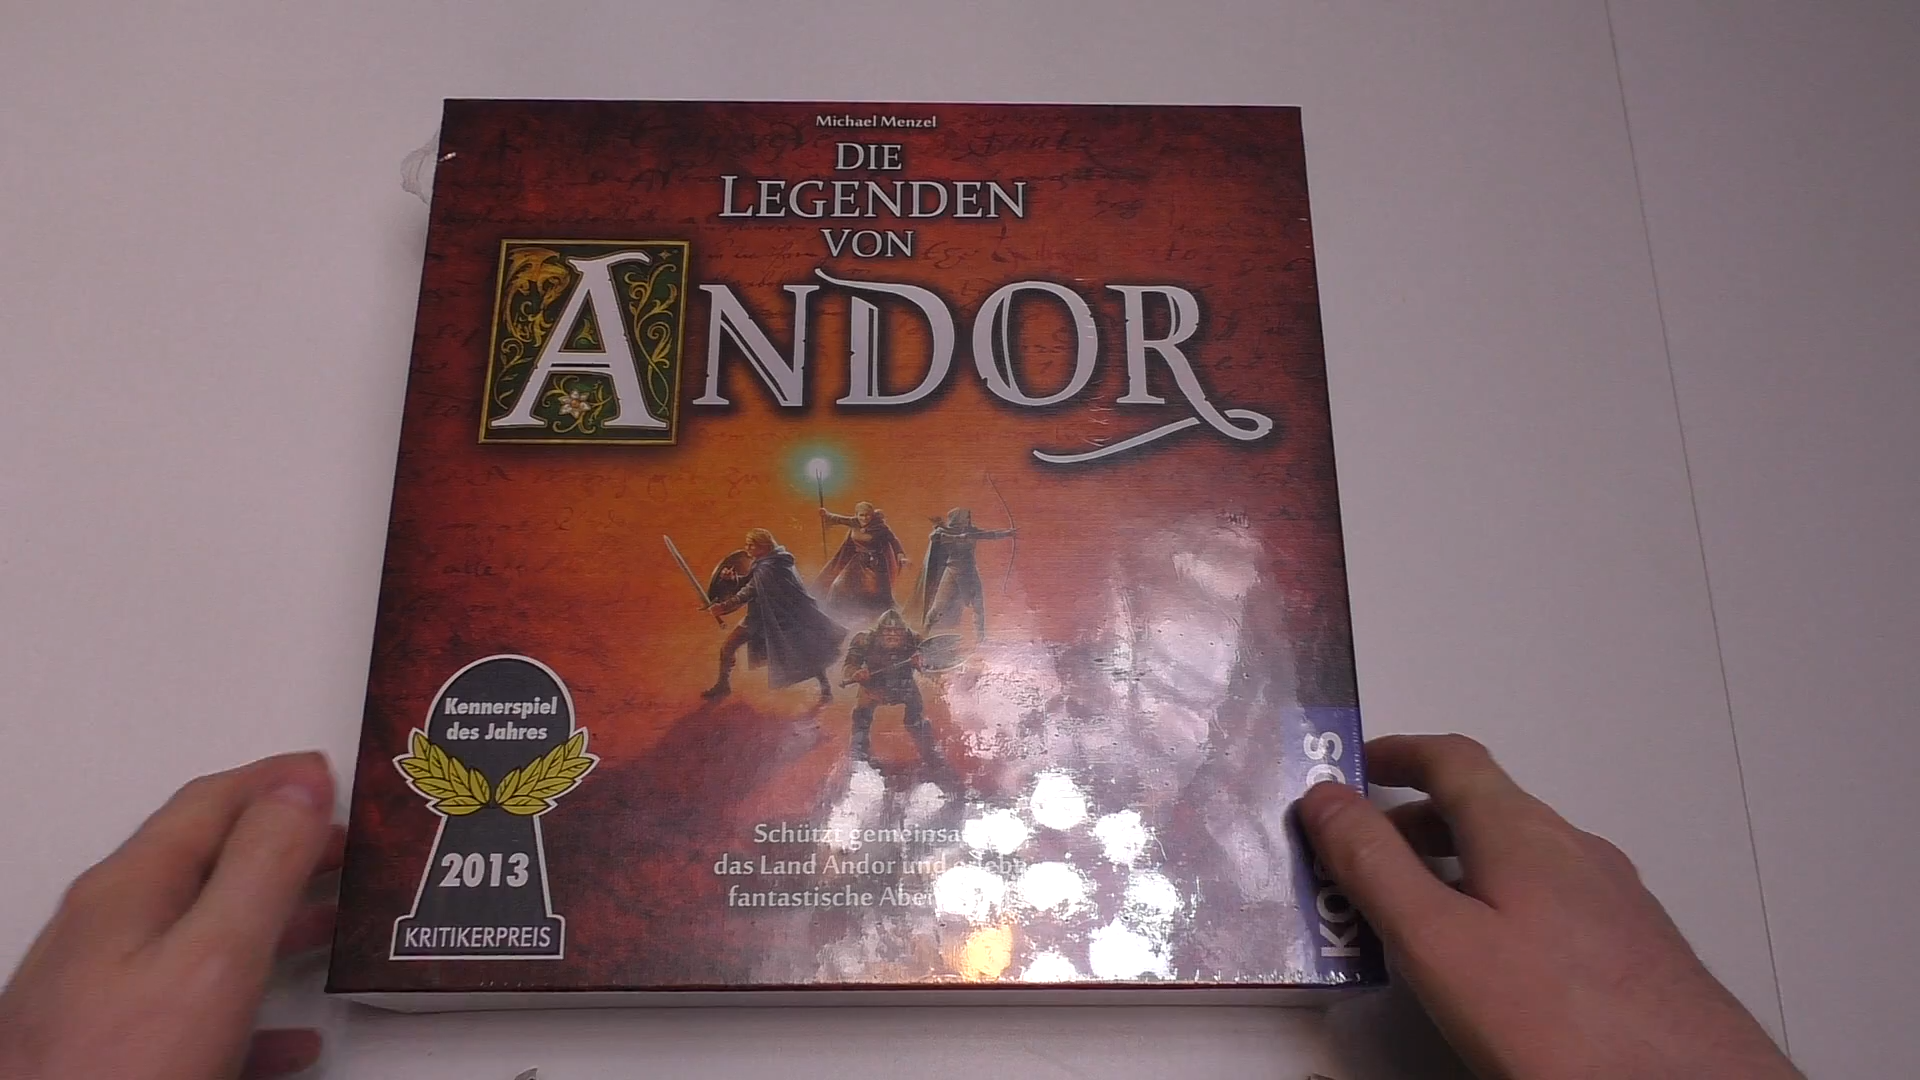 Michael Menzel
DIE
LEGENDEN
VON
ANDOR
Kennerspiel
des Jahres
2013
KRITIKERPREIS
Schützt
das Land Andor und
fantastische